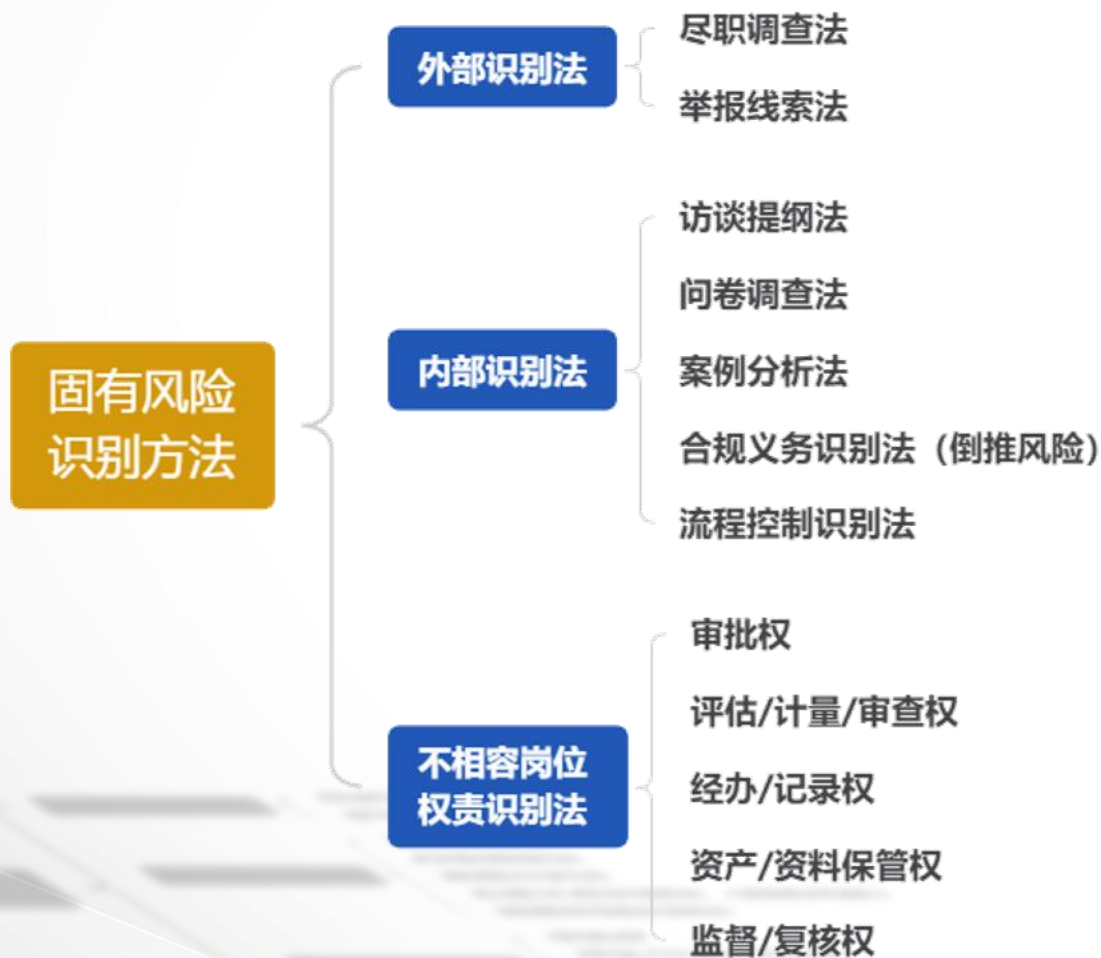 固有风险
识别方法
外部识别法
尽职调查法
举报线索法
内部识别法
访谈提纲法
问卷调查法
案例分析法
合规义务识别法（倒推风险）
流程控制识别法
不相容岗位
权责识别法
审批权
评估/计量/审查权
经办/记录权
资产/资料保管权
监督/复核权